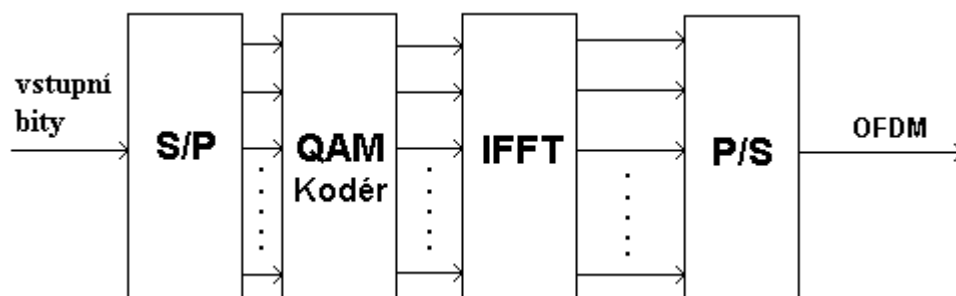 vstupní
bity
S/P
QAM
Kodér
IFFT
P/S
OFDM